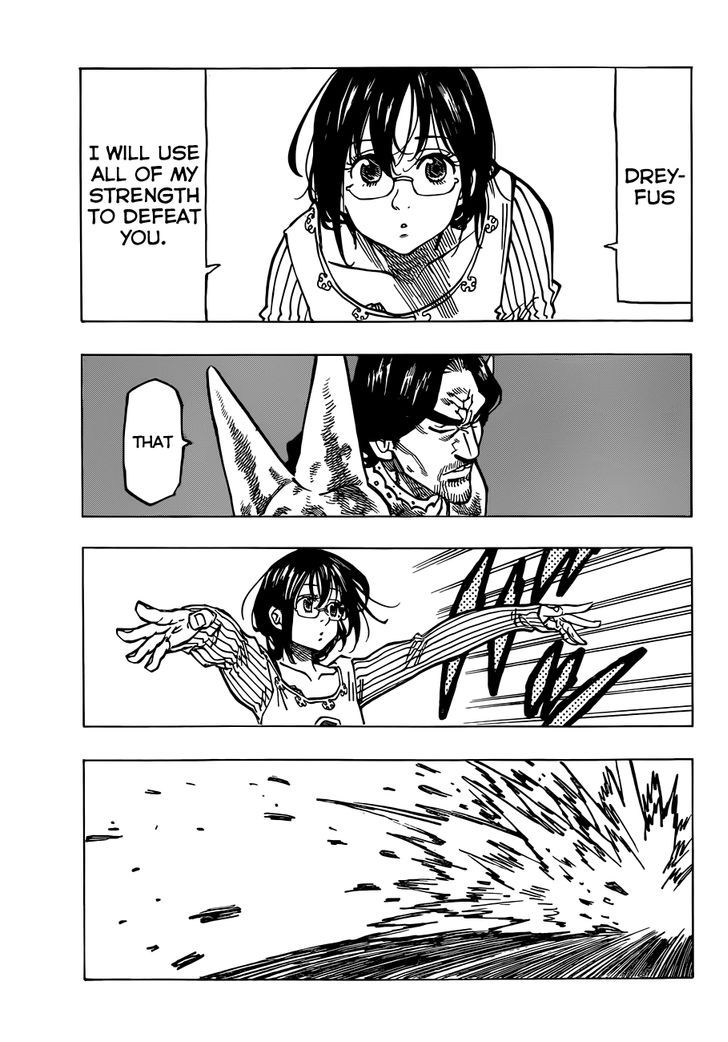 DREY-
FUS
I WILL USE
ALL OF MY
STRENGTH
TO DEFEAT
YOU.
THAT